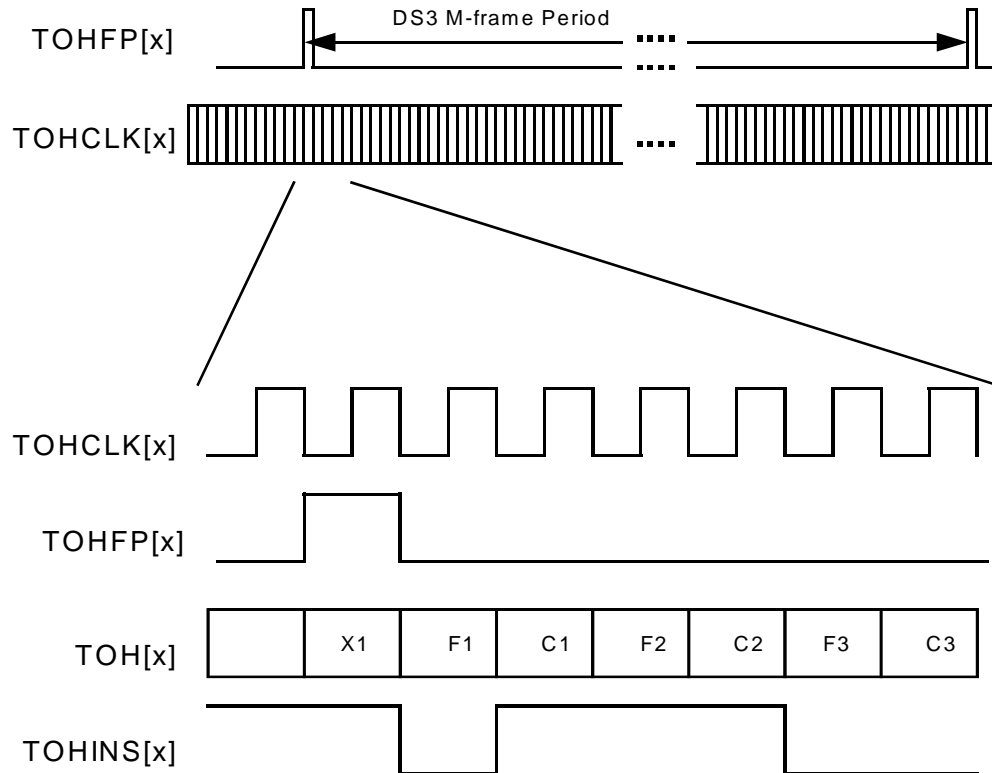 DS3 M-frame Period
TOHFP[x]
TOHCLK[x]
TOHCLK[x]
TOHFP[x]
TOH[x] X1 F1 C1 F2 C2 F3 C3
TOHINS[x]